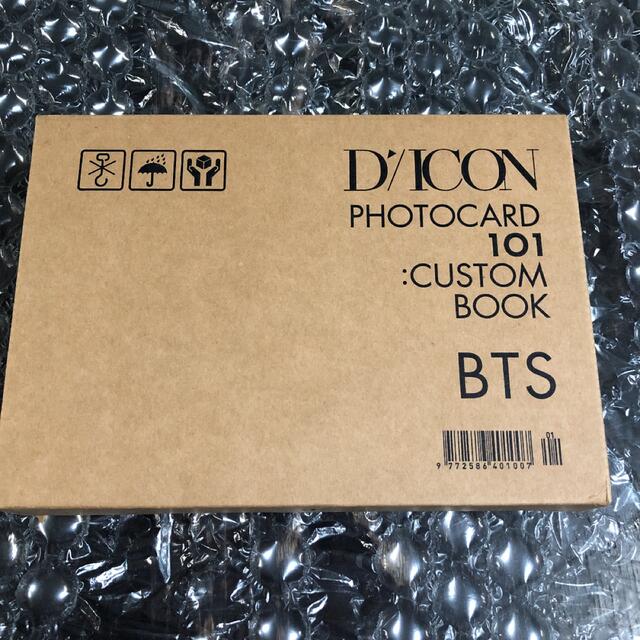 D'/ICON
PHOTOCARD
101
:CUSTOM
BOOK
BTS
01
9 772586 401007